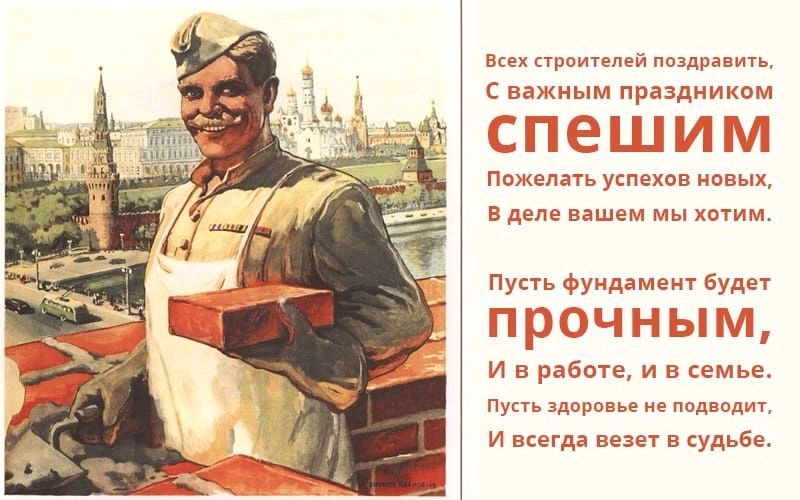 Всех строителей поздравить,
С важным праздником
спешим
Пожелать успехов новых,
В деле вашем мы хотим.
Пусть фундамент будет
прочным,
И в работе, и в семье.
Пусть здоровье не подводит,
И всегда везет в судьбе.